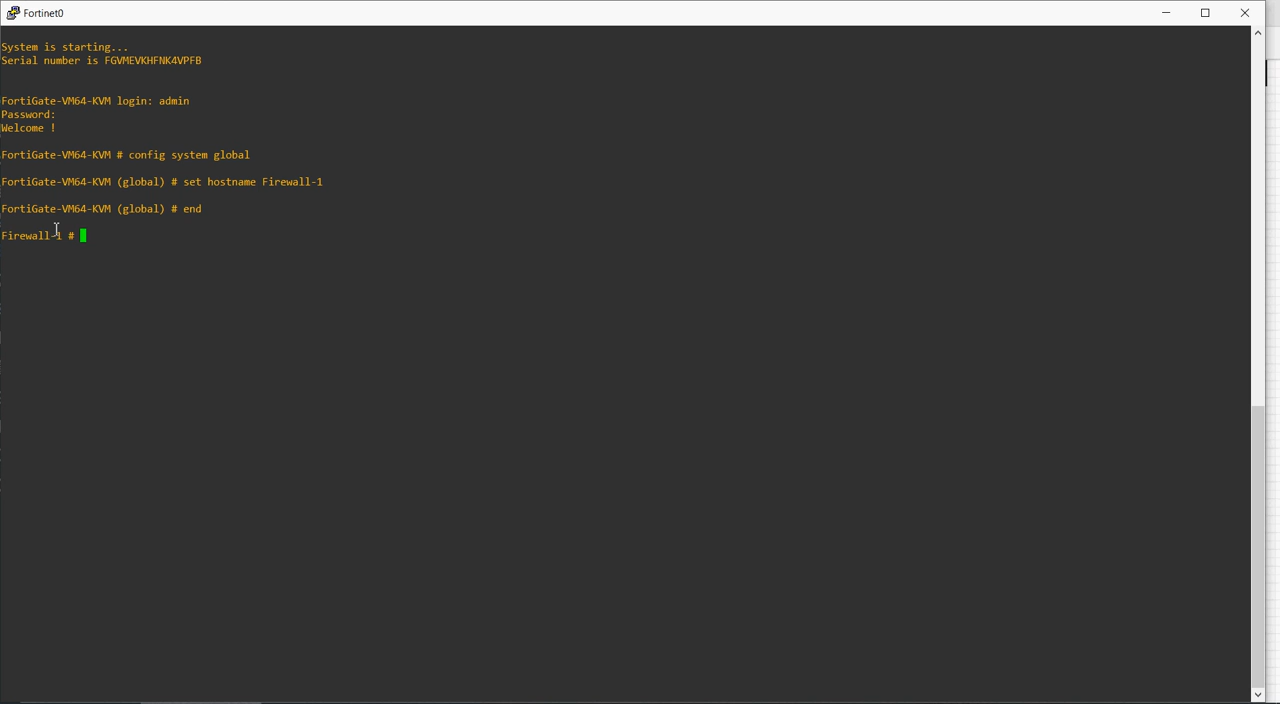 Fortinet0
System is starting...
Serial number is FGVMEVKHFNK4VPFB
FortiGate-VM64-KVM login: admin
Password:
Welcome !
FortiGate-VM64-KVM # config system global
FortiGate-VM64-KVM (global) # set hostname Firewall-1
FortiGate-VM64-KVM (global) # end
Firewall-1 #